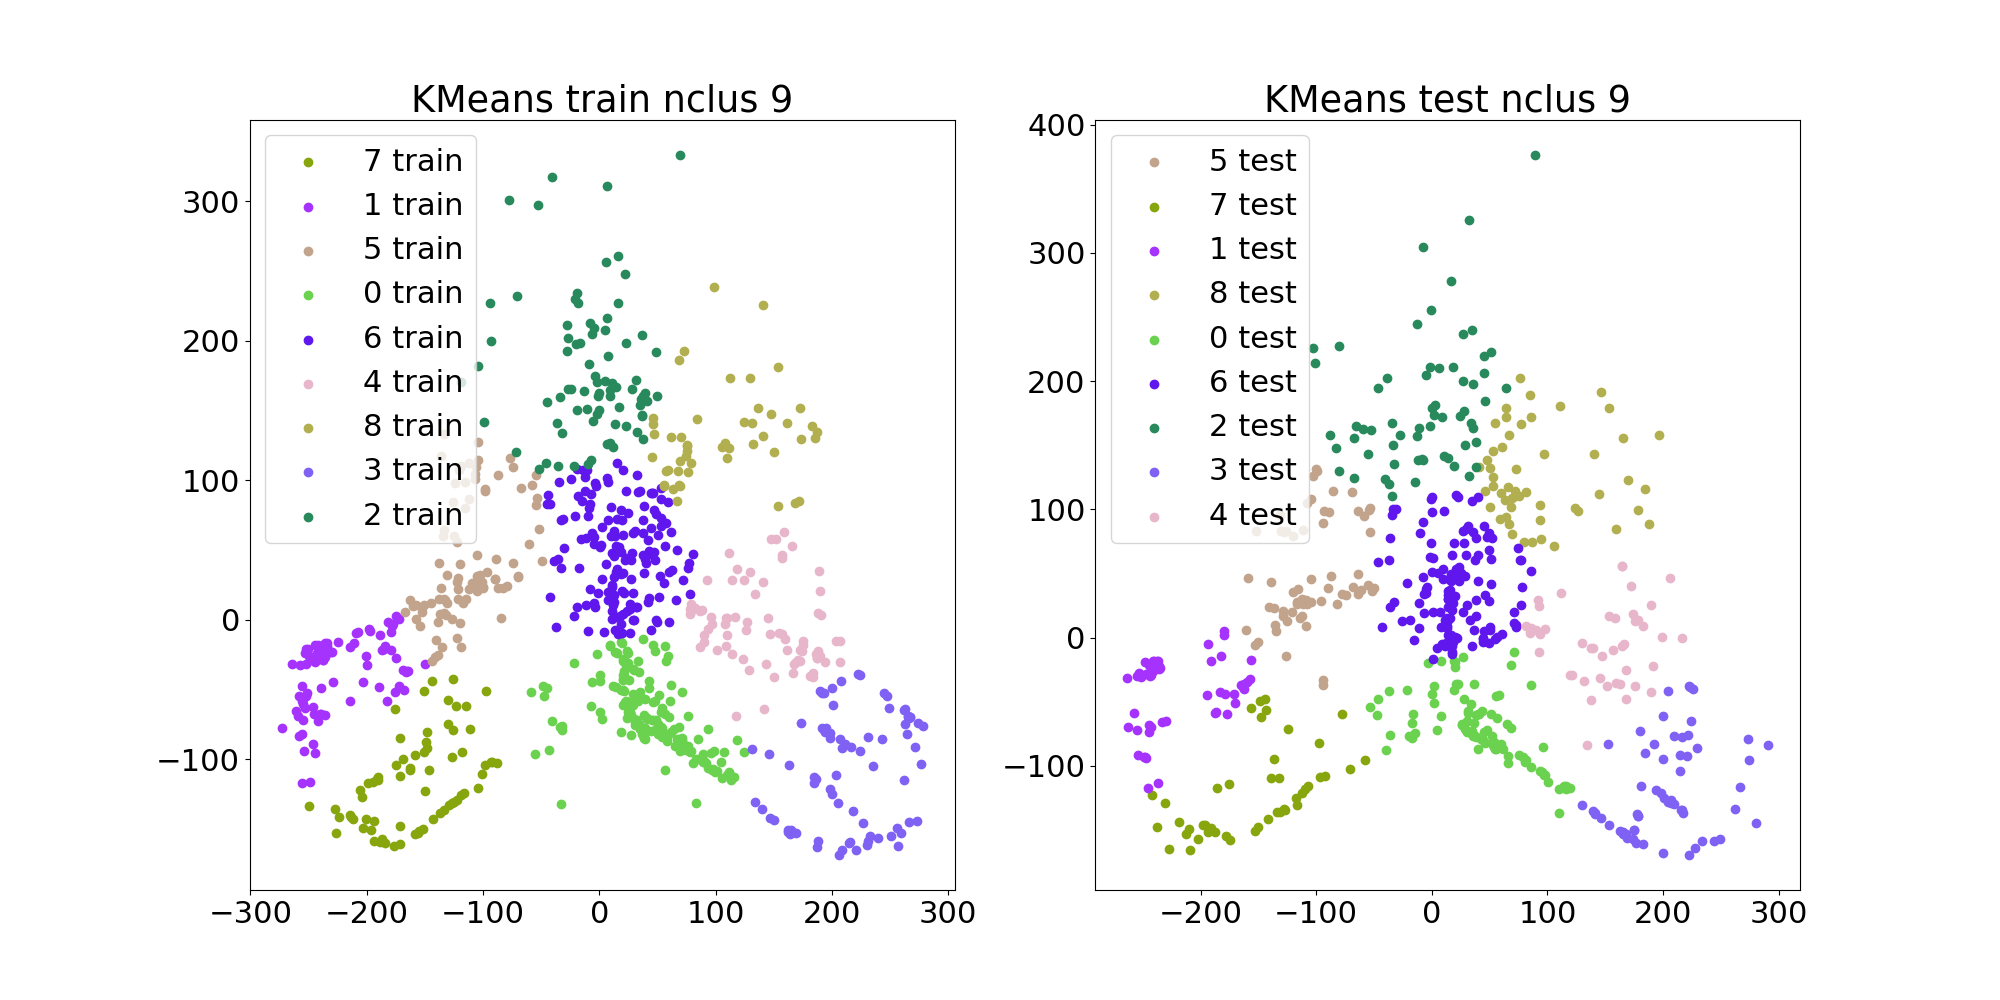 KMeans train nclus 9
7 train
1 train
5 train
0 train
6 train
4 train
8 train
3 train
2 train
300
200
100
0
−100
−300
−200
−100
0
100
200
300
KMeans test nclus 9
5 test
7 test
1 test
8 test
0 test
6 test
2 test
3 test
4 test
400
300
200
100
0
−100
−200
−100
0
100
200
300